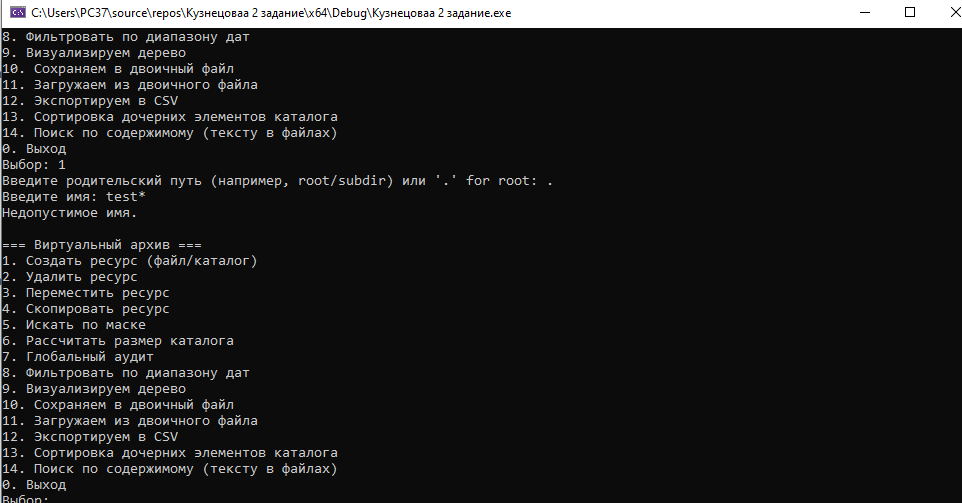 C:\Users\PC37\source\repos\Кузнецоваа 2 задание\x64\Debug\Кузнецоваа 2 задание.exe
8. Фильтровать по диапазону дат
9. Визуализируем дерево
10. Сохраняем в двоичный файл
11. Загружаем из двоичного файла
12. Экспортируем в CSV
13. Сортировка дочерних элементов каталога
14. Поиск по содержимому (тексту в файлах)
0. Выход
Выбор: 1
Введите родительский путь (например, root/subdir) или '.' for root: .
Введите имя: test*
Недопустимое имя.
=== Виртуальный архив ===
1. Создать ресурс (файл/каталог)
2. Удалить ресурс
3. Переместить ресурс
4. Скопировать ресурс
5. Искать по маске
6. Рассчитать размер каталога
7. Глобальный аудит
8. Фильтровать по диапазону дат
9. Визуализируем дерево
10. Сохраняем в двоичный файл
11. Загружаем из двоичного файла
12. Экспортируем в CSV
13. Сортировка дочерних элементов каталога
14. Поиск по содержимому (тексту в файлах)
0. Выход
Выбор: